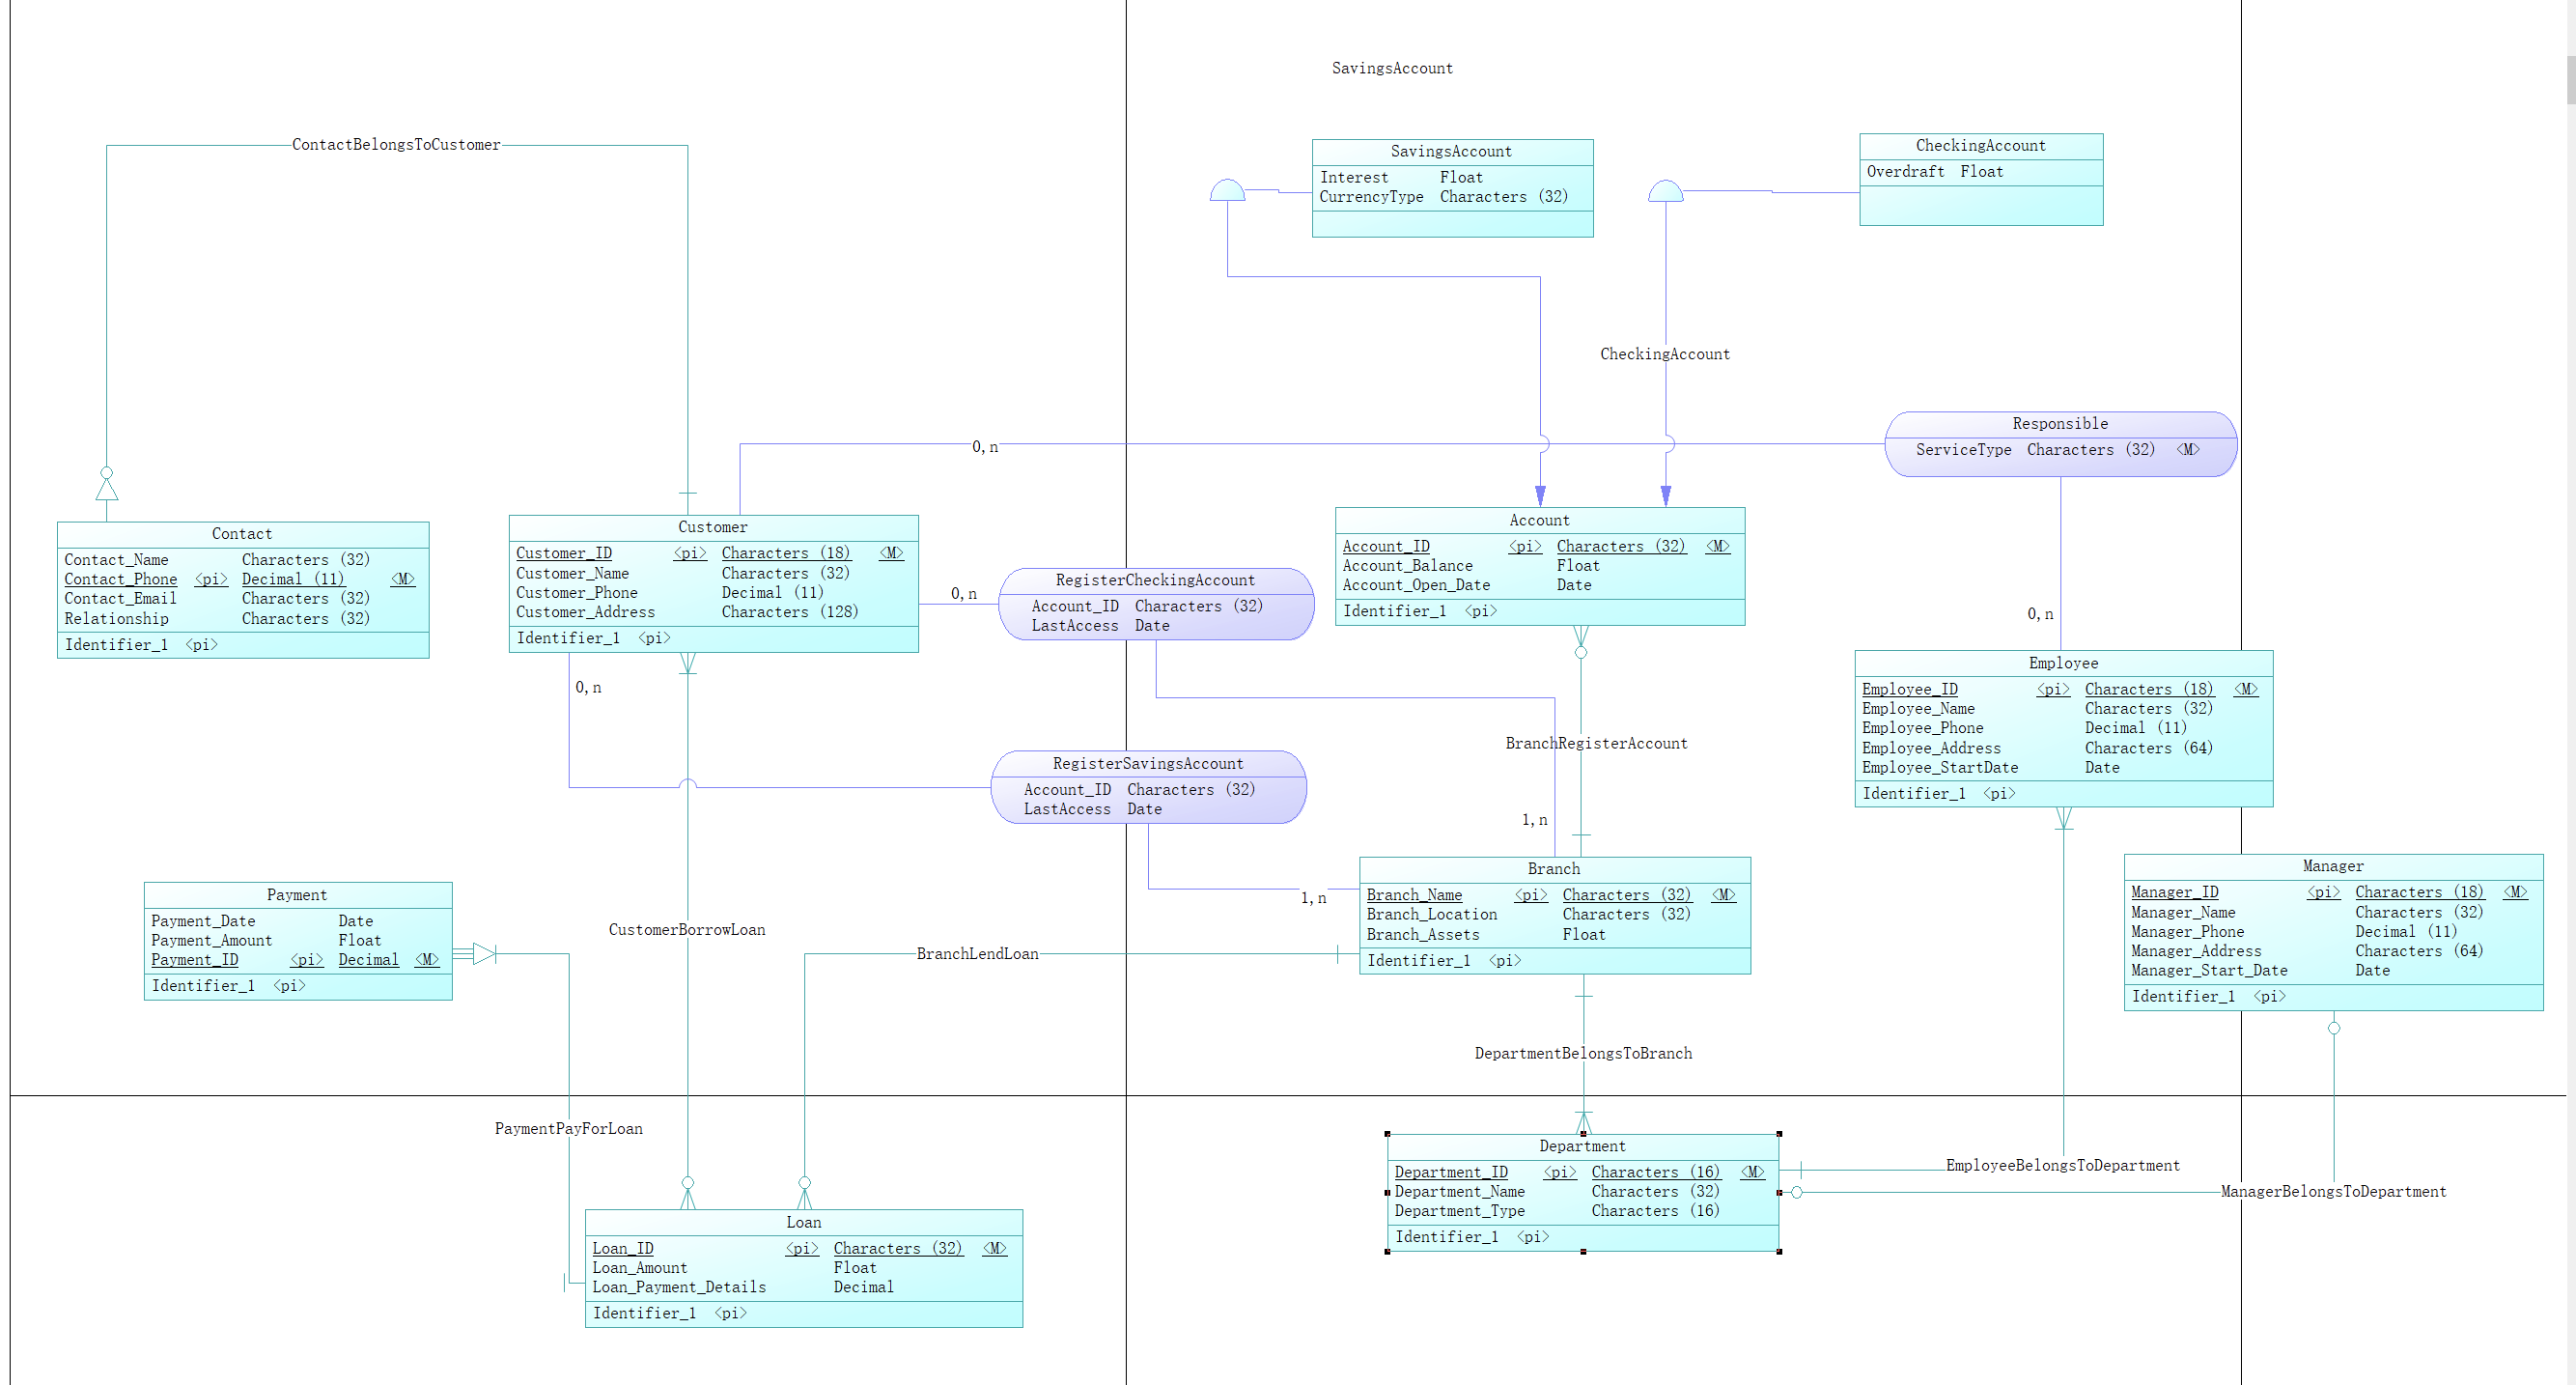 SavingsAccount
ContactBelongsToCustomer
SavingsAccount
Interest Float
CurrencyType Characters (32)
CheckingAccount
Overdraft Float
CheckingAccount
Responsible
ServiceType Characters (32) <M>
0,n
Contact
Contact_Name Characters (32)
Contact_Phone <pi> Decimal (11) <M>
Contact_Email Characters (32)
Relationship Characters (32)
Identifier_1 <pi>
Customer
Customer_ID <pi> Characters (18) <M>
Customer_Name Characters (32)
Customer_Phone Decimal (11)
Customer_Address Characters (128)
Identifier_1 <pi>
0,n
RegisterCheckingAccount
Account_ID Characters (32)
LastAccess Date
Account
Account_ID <pi> Characters (32) <M>
Account_Balance Float
Account_Open_Date Date
Identifier_1 <pi>
0,n
Employee
Employee_ID <pi> Characters (18) <M>
Employee_Name Characters (32)
Employee_Phone Decimal (11)
Employee_Address Characters (64)
Employee_StartDate Date
Identifier_1 <pi>
0,n
RegisterSavingsAccount
Account_ID Characters (32)
LastAccess Date
BranchRegisterAccount
1,n
1,n
Branch
Branch_Name <pi> Characters (32) <M>
Branch_Location Characters (32)
Branch_Assets Float
Identifier_1 <pi>
Manager
Manager_ID <pi> Characters (18) <M>
Manager_Name Characters (32)
Manager_Phone Decimal (11)
Manager_Address Characters (64)
Manager_Start_Date Date
Identifier_1 <pi>
Payment
Payment_Date Date
Payment_Amount Float
Payment_ID <pi> Decimal <M>
Identifier_1 <pi>
CustomerBorrowLoan
BranchLendLoan
DepartmentBelongsToBranch
PaymentPayForLoan
Department
Department_ID <pi> Characters (16) <M>
Department_Name Characters (32)
Department_Type Characters (16)
Identifier_1 <pi>
EmployeeBelongsToDepartment
ManagerBelongsToDepartment
Loan
Loan_ID <pi> Characters (32) <M>
Loan_Amount Float
Loan_Payment_Details Decimal
Identifier_1 <pi>